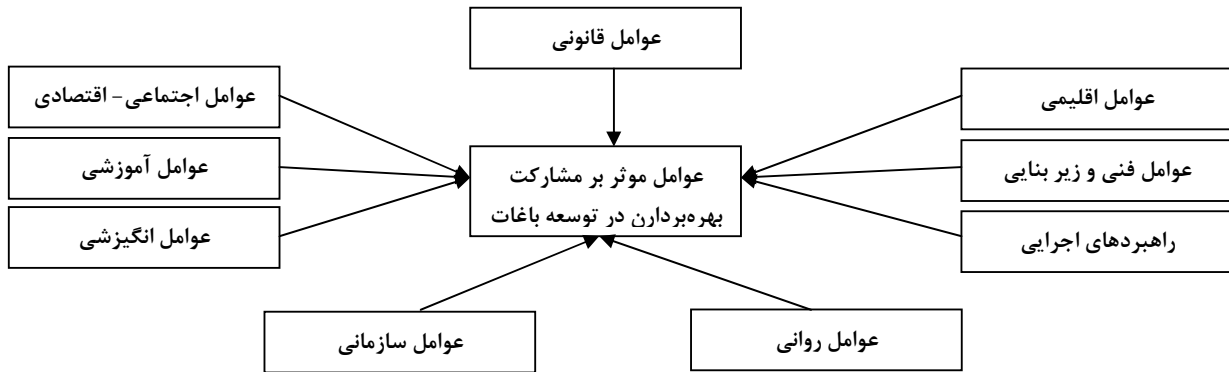 عوامل قانونی
عوامل اقلیمی
عوامل فنی و زیر بنایی
راهبردهای اجرایی
عوامل موثر بر مشارکت
بهره‌بردارن در توسعه باغات
عوامل اجتماعی- اقتصادی
عوامل آموزشی
عوامل انگیزشی
عوامل روانی
عوامل سازمانی